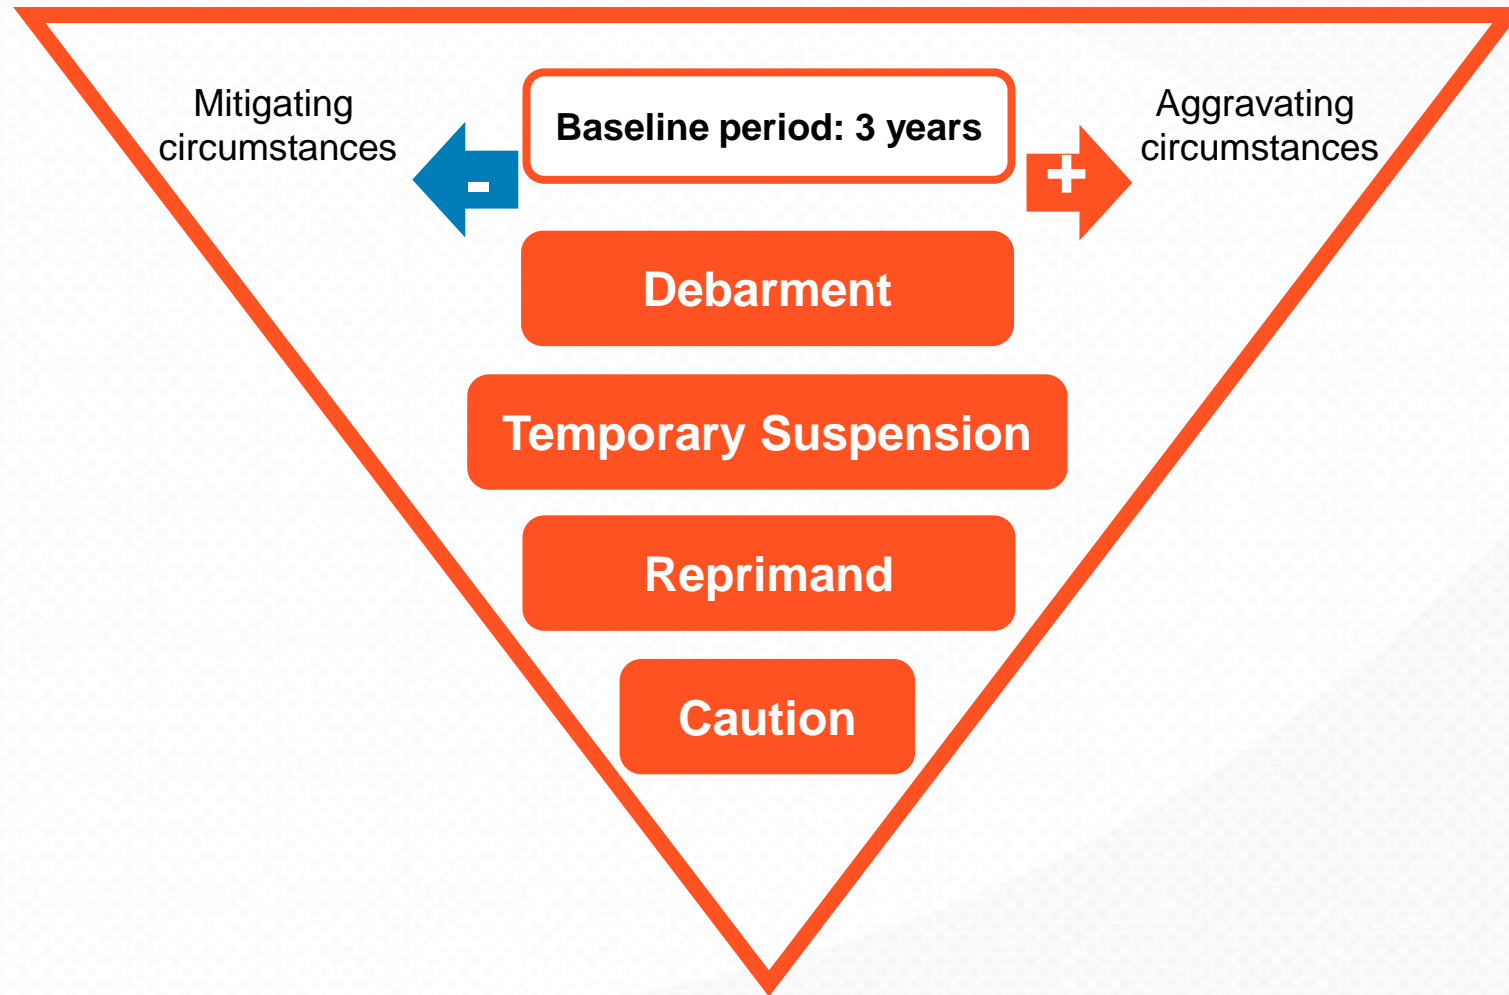 Mitigating
circumstances
Baseline period: 3 years
Aggravating
circumstances
-
+
Debarment
Temporary Suspension
Reprimand
Caution